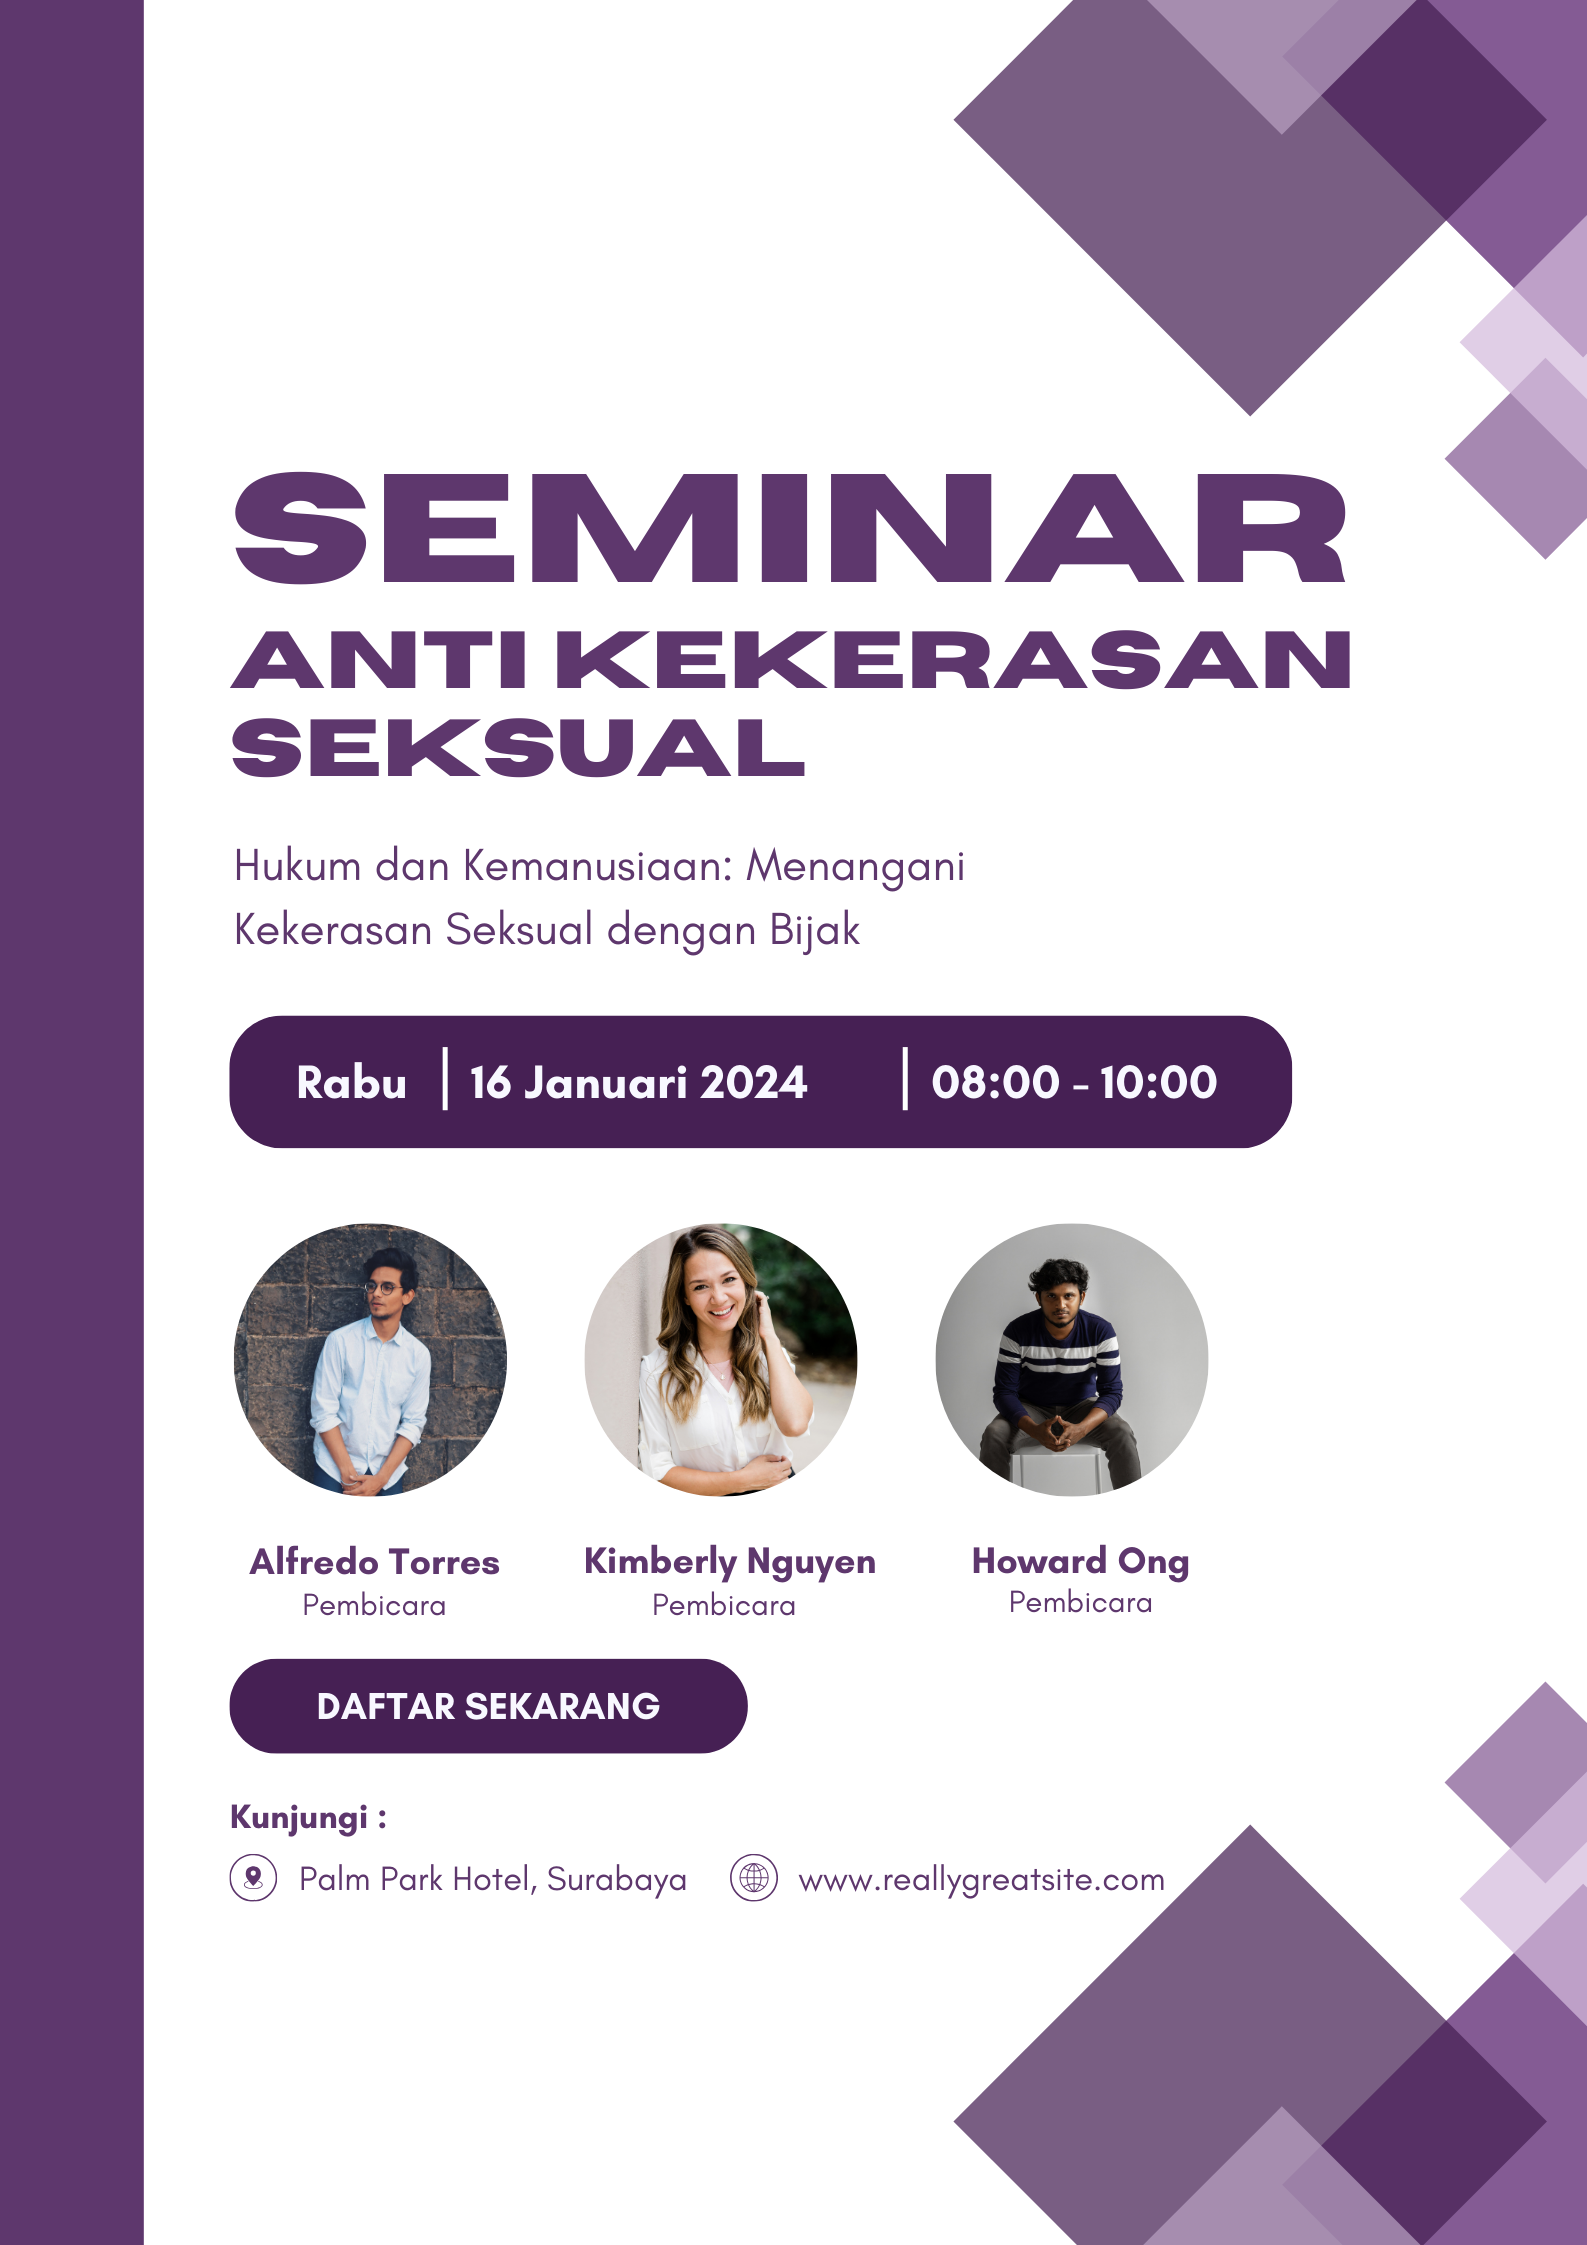 SEMINAR
ANTI KEKERASAN
SEKSUAL
Hukum dan Kemanusiaan: Menangani
Kekerasan Seksual dengan Bijak
Rabu | 16 Januari 2024 | 08:00 - 10:00
Alfredo Torres
Pembicara
Kimberly Nguyen
Pembicara
Howard Ong
Pembicara
DAFTAR SEKARANG
Kunjungi :
Palm Park Hotel, Surabaya
www.reallygreatsite.com